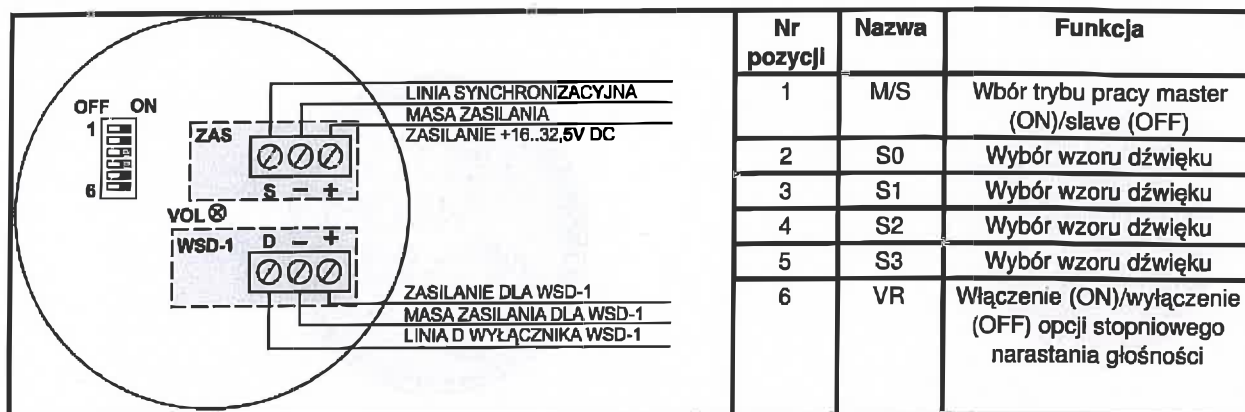 OFF ON
1
6
ZAS
S – +
VOL
WSD-1 D – +
LINIA SYNCHRONIZACYJNA
MASA ZASILANIA
ZASILANIE +16..32,5V DC
ZASILANIE DLA WSD-1
MASA ZASILANIA DLA WSD-1
LINIA D WYŁĄCZNIKA WSD-1
Nr pozycji Nazwa Funkcja
1 M/S Wbór trybu pracy master
(ON)/slave (OFF)
2 S0 Wybór wzoru dźwięku
3 S1 Wybór wzoru dźwięku
4 S2 Wybór wzoru dźwięku
5 S3 Wybór wzoru dźwięku
6 VR Włączenie (ON)/wyłączenie
(OFF) opcji stopniowego
narastania głośności